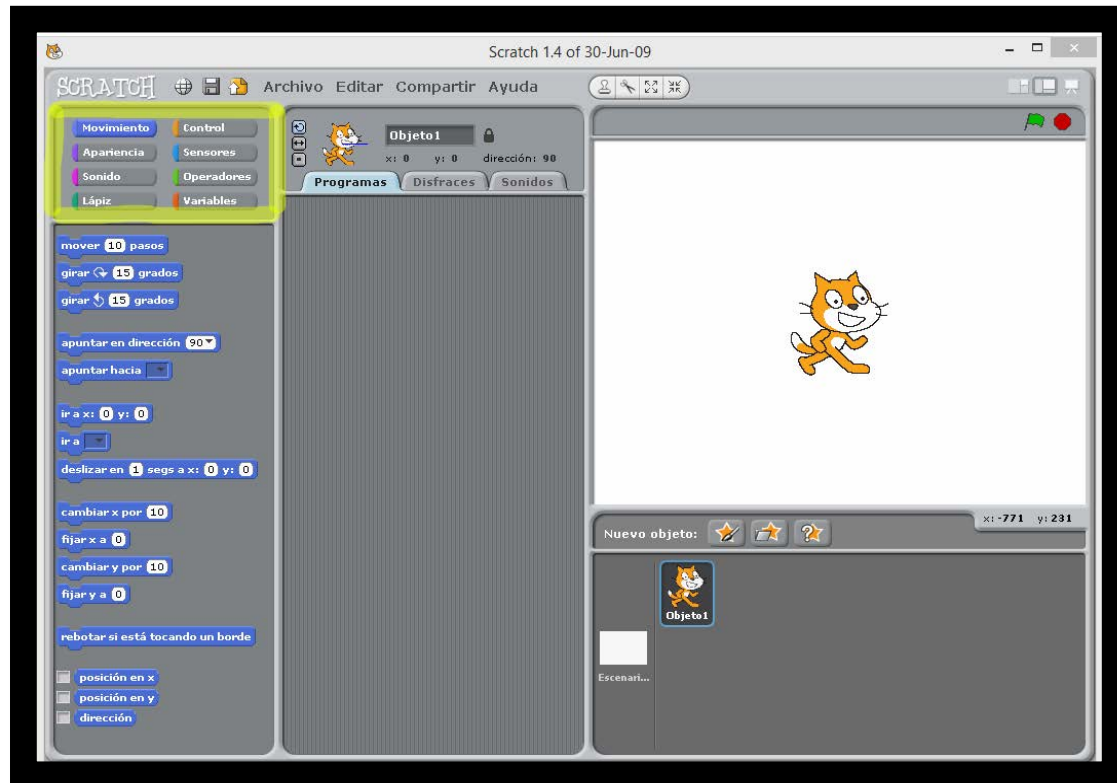 Scratch 1.4 of 30-Jun-09
SCRATCH Archivo Editar Compartir Ayuda
Movimiento Control
Apariencia Sensores
Sonido Operadores
Lápiz Variables
Objeto1
x: 0 y: 0 dirección: 90
Programas Disfraces Sonidos
mover 10 pasos
girar 15 grados
girar 15 grados
apuntar en dirección 90
apuntar hacia
ir a x: 0 y: 0
ir a
deslizar en 1 segs a x: 0 y: 0
cambiar x por 10
fijar x a 0
cambiar y por 10
fijar y a 0
rebotar si está tocando un borde
posición en x
posición en y
dirección
x: -771 y: 231
Nuevo objeto:
Objeto1
Escenari...